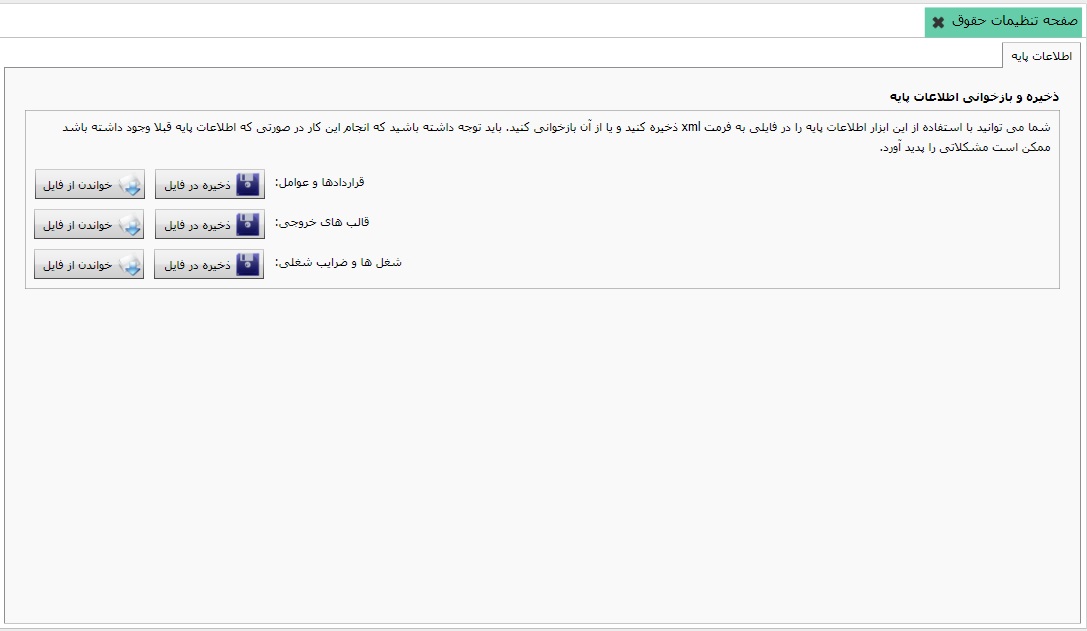 صفحه تنظیمات حقوق
اطلاعات پایه
ذخیره و بازخوانی اطلاعات پایه
شما می توانید با استفاده از این ابزار اطلاعات پایه را در فایلی به فرمت xml ذخیره کنید و یا از آن بازخوانی کنید. باید توجه داشته باشید که انجام این کار در صورتی که اطلاعات پایه قبلا وجود داشته باشد
ممکن است مشکلاتی را پدید آورد.
قراردادها و عوامل: ذخیره در فایل خواندن از فایل
قالب های خروجی: ذخیره در فایل خواندن از فایل
شغل ها و ضرایب شغلی: ذخیره در فایل خواندن از فایل